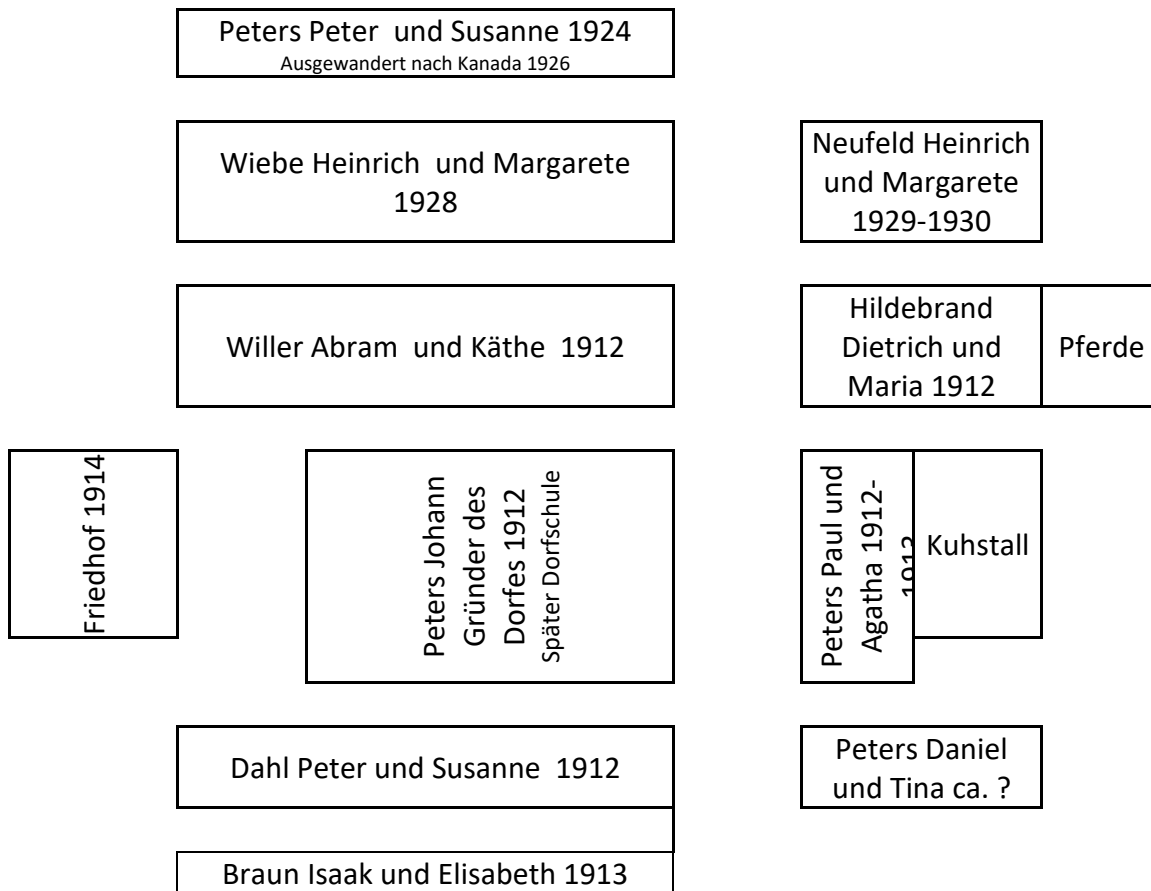 Peters Peter und Susanne 1924
Ausgewandert nach Kanada 1926
Wiebe Heinrich und Margarete
1928
Neufeld Heinrich
und Margarete
1929-1930
Willer Abram und Käthe 1912
Hildebrand
Dietrich und
Maria 1912
Pferde
Friedhof 1914
Peters Johann
Gründer des
Dorfes 1912
Später Dorfschule
Peters Paul und
Agatha 1912-
1913
Kuhstall
Dahl Peter und Susanne 1912
Peters Daniel
und Tina ca. ?
Braun Isaak und Elisabeth 1913